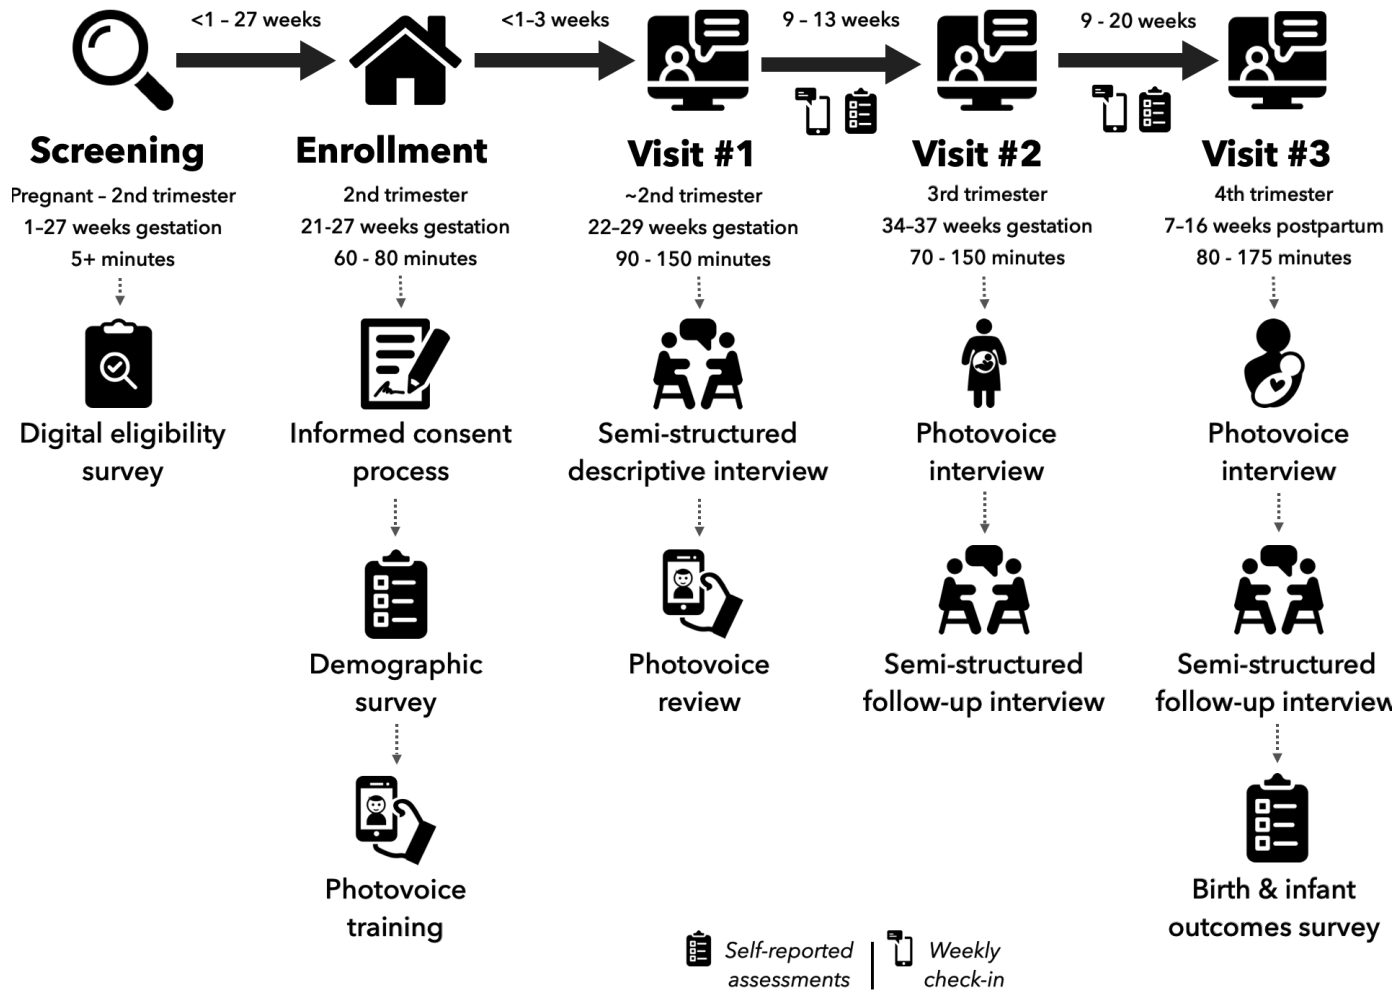 <1 – 27 weeks
<1–3 weeks
9 – 13 weeks
9 - 20 weeks
Screening
Pregnant – 2nd trimester
1–27 weeks gestation
5+ minutes
Digital eligibility
survey
Enrollment
2nd trimester
21-27 weeks gestation
60 - 80 minutes
Informed consent
process
Demographic
survey
Photovoice
training
Visit #1
~2nd trimester
22–29 weeks gestation
90 - 150 minutes
Semi-structured
descriptive interview
Photovoice
review
Visit #2
3rd trimester
34–37 weeks gestation
70 - 150 minutes
Photovoice
interview
Semi-structured
follow-up interview
Visit #3
4th trimester
7–16 weeks postpartum
80 - 175 minutes
Photovoice
interview
Semi-structured
follow-up interview
Birth & infant
outcomes survey
Self-reported
assessments
Weekly
check-in